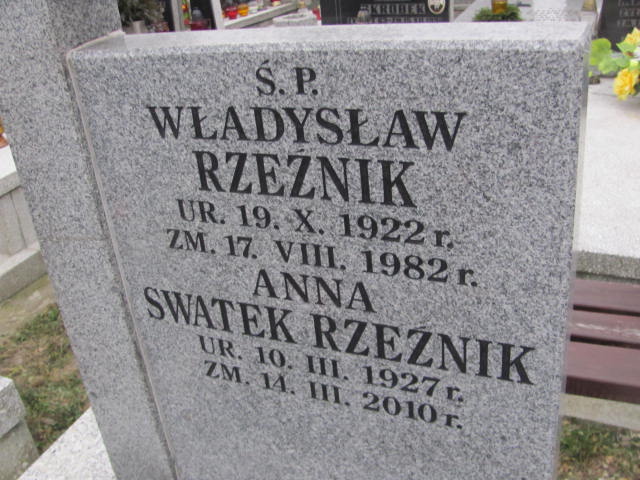 KROBEK
Ś. P.
WŁADYSŁAW
RZEŹNIK
UR. 19. X. 1922 r.
ZM. 17. VIII. 1982 r.
ANNA
SWATEK RZEŹNIK
UR. 10. III. 1927 r.
ZM. 14. III. 2010 r.